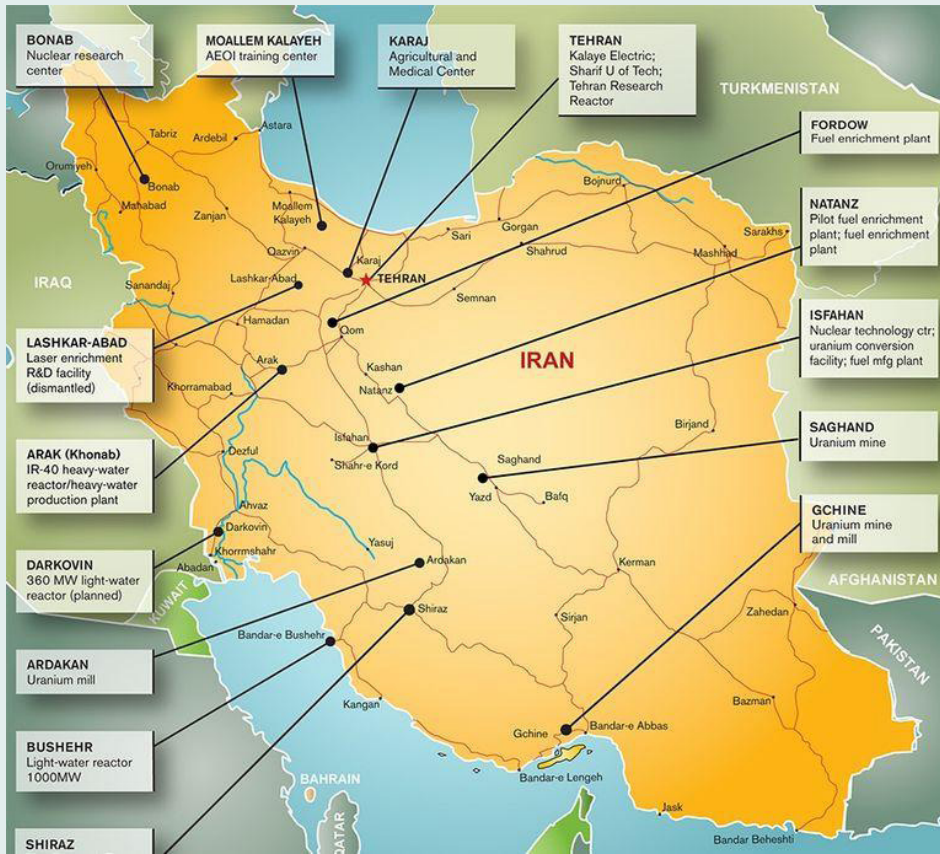 BONAB
Nuclear research
center
MOALLEM KALAYEH
AEOI training center
KARAJ
Agricultural and
Medical Center
TEHRAN
Kalaye Electric;
Sharif U of Tech;
Tehran Research
Reactor
TURKMENISTAN
FORDOW
Fuel enrichment plant
NATANZ
Pilot fuel enrichment
plant; fuel enrichment
plant
ISFAHAN
Nuclear technology ctr;
uranium conversion
facility; fuel mfg plant
SAGHAND
Uranium mine
GCHINE
Uranium mine
and mill
AFGHANISTAN
PAKISTAN
IRAQ
LASHKAR-ABAD
Laser enrichment
R&D facility
(dismantled)
ARAK (Khonab)
IR-40 heavy-water
reactor/heavy-water
production plant
DARKOVIN
360 MW light-water
reactor (planned)
KUWAIT
ARDAKAN
Uranium mill
BUSHEHR
Light-water reactor
1000MW
SHIRAZ
BAHRAIN
QATAR
IRAN
Astara
Tabriz
Ardebil
Orumiyeh
Bonab
Mahabad
Zanjan
Moallem
Kalayeh
Qazvin
Karaj
TEHRAN
Sari
Gorgan
Bojnurd
Shahrud
Mashhad
Sarakhs
Lashkar-Abad
Semnan
Sanandaj
Hamadan
Qom
Arak
Kashan
Natanz
Khorramabad
Isfahan
Shahr-e Kord
Dezful
Birjand
Saghand
Yazd
Bafq
Ahvaz
Darkovin
Khorrmshahr
Abadan
Yasuj
Ardakan
Kerman
Shiraz
Sirjan
Zahedan
Bandar-e Bushehr
Kangan
Bazman
Gchine
Bandar-e Abbas
Bandar-e Lengeh
Jask
Bandar Beheshti